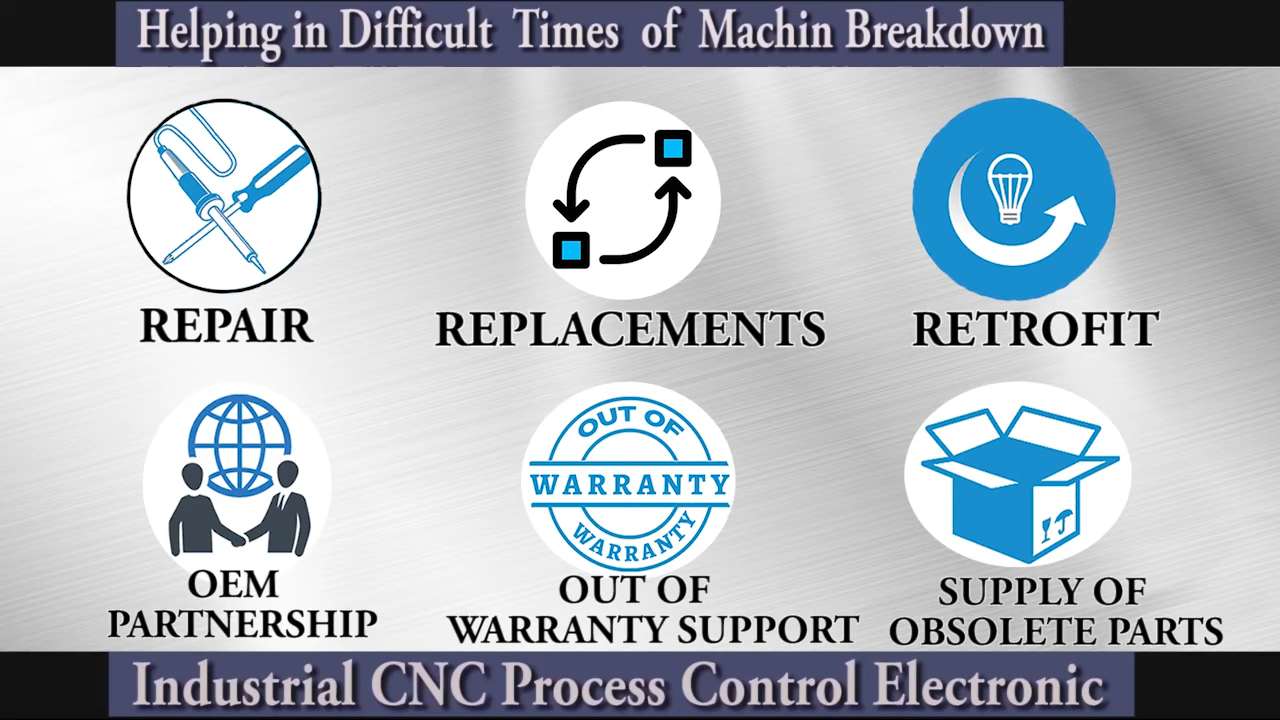 Helping in Difficult Times of Machin Breakdown
REPAIR
REPLACEMENTS
RETROFIT
OUT OF
WARRANTY
WARRANTY
OEM
PARTNERSHIP
OUT OF
WARRANTY SUPPORT
SUPPLY OF
OBSOLETE PARTS
Industrial CNC Process Control Electronic